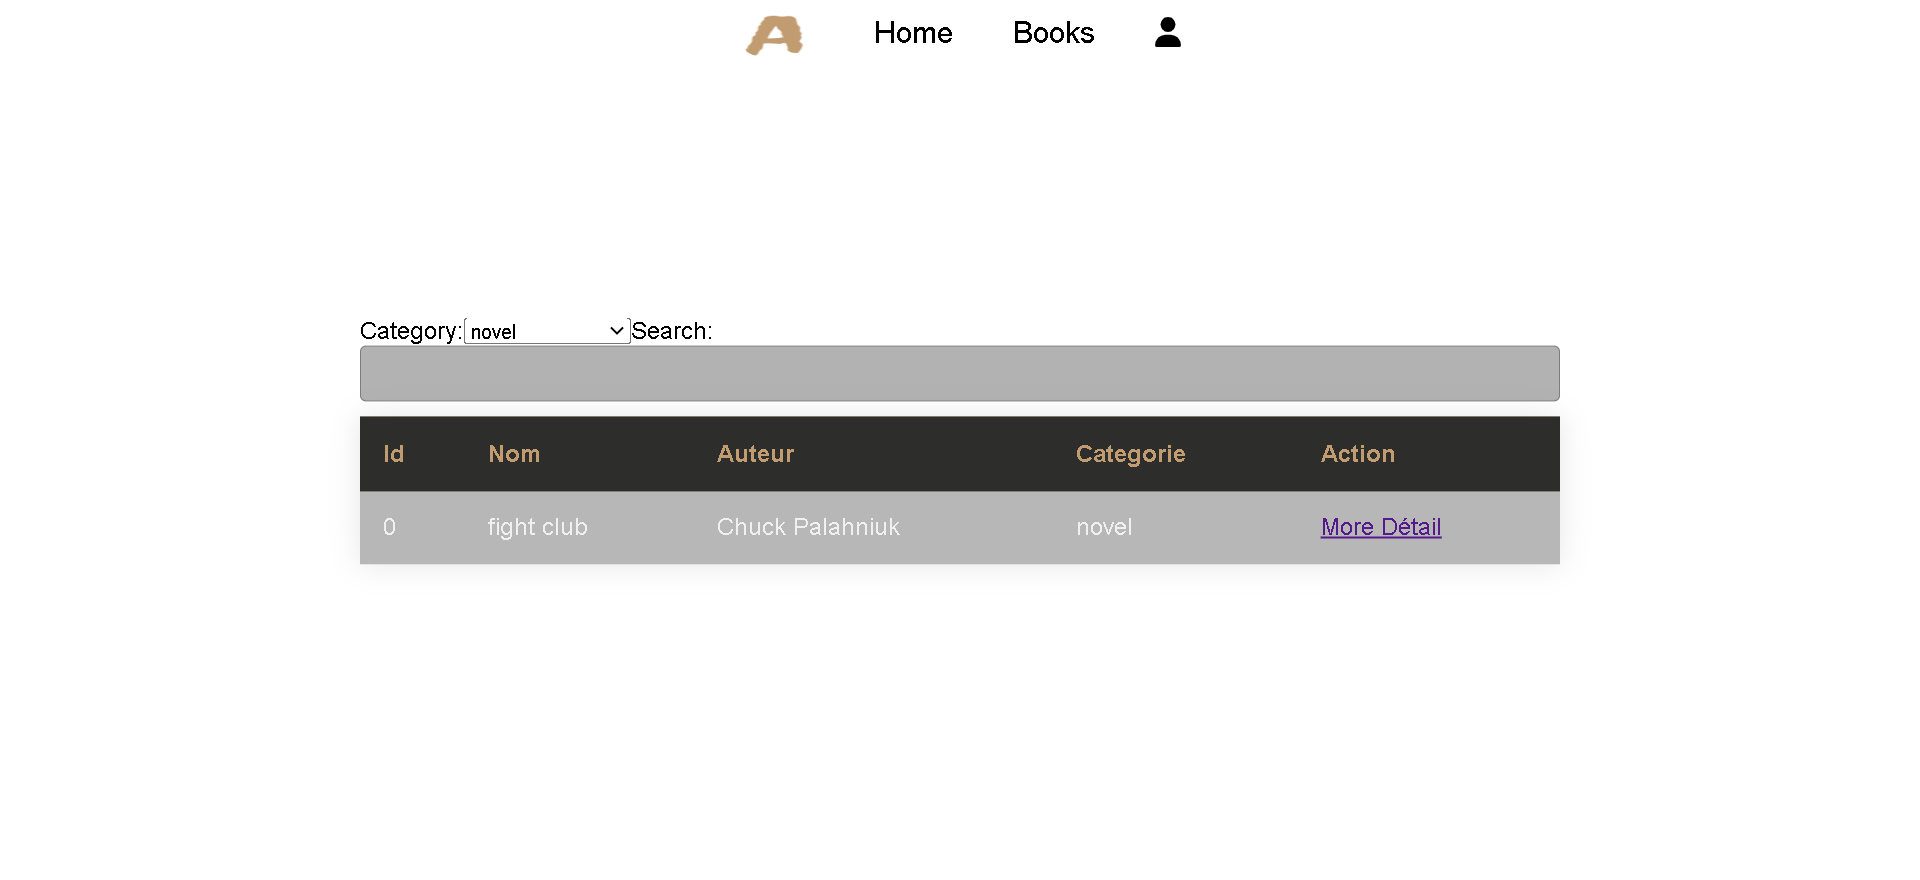 A Home Books
Category: novel Search:
Id Nom Auteur Categorie Action
0 fight club Chuck Palahniuk novel More Détail